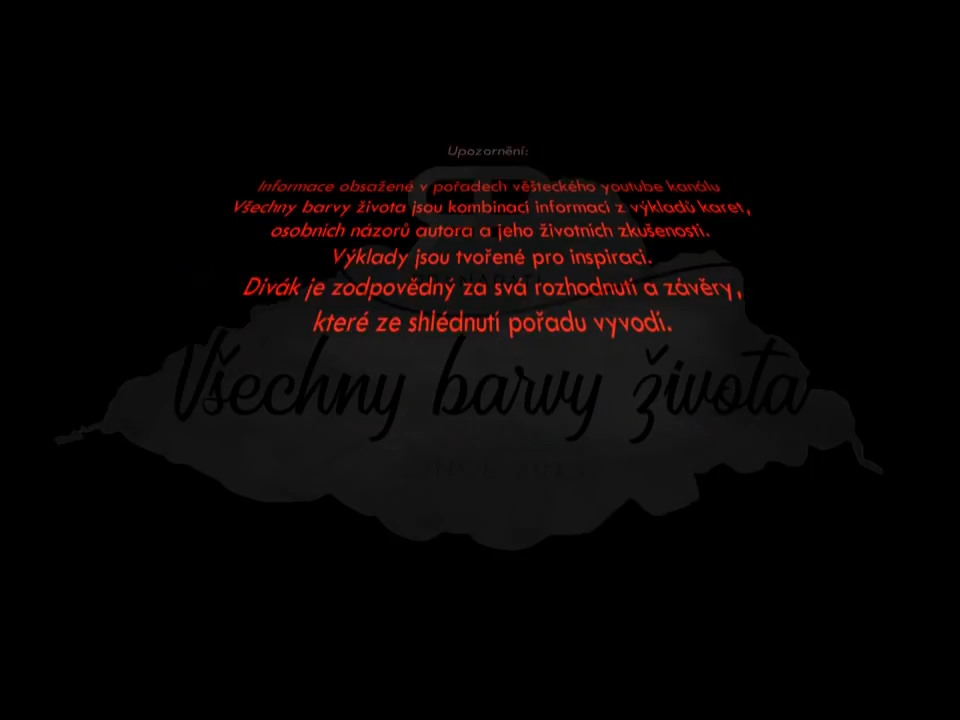 Upozornění:
Informace obsažené v pořadech věšteckého youtube kanálu
Všechny barvy života jsou kombinací informací z výkladů karet,
osobních názorů autora a jeho životních zkušeností.
Výklady jsou tvořené pro inspiraci.
Divák je zodpovědný za svá rozhodnutí a závěry,
které ze shlédnutí pořadu vyvodí.
Všechny barvy života